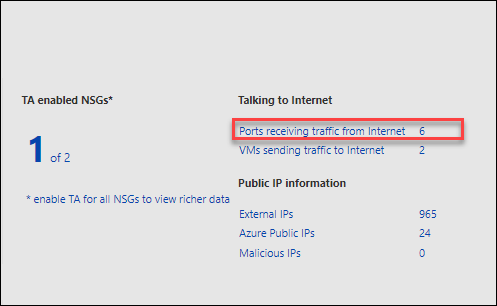 TA enabled NSGs*
1 of 2
* enable TA for all NSGs to view richer data
Talking to Internet
Ports receiving traffic from Internet 6
VMs sending traffic to Internet 2
Public IP information
External IPs 965
Azure Public IPs 24
Malicious IPs 0